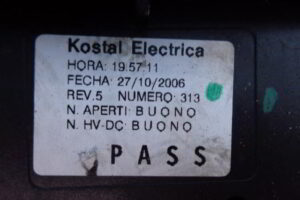 Kostal Electrica
HORA: 19.57.11
FECHA: 27/10/2006
REV.5 NUMERO: 313
N. APERTI: BUONO
N. HV-DC: BUONO
PASS